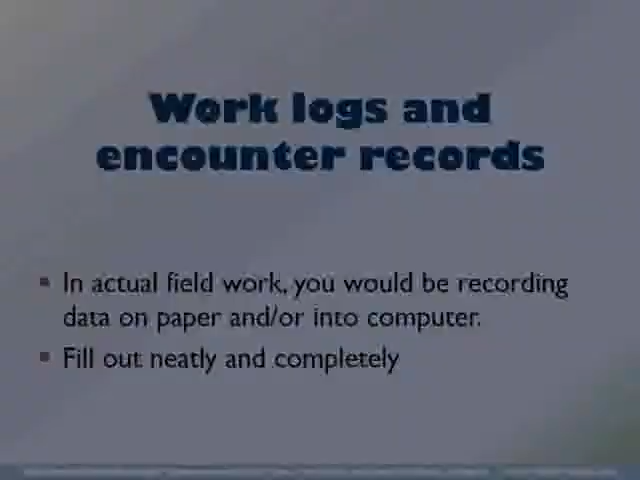 Work logs and
encounter records
▪ In actual field work, you would be recording
data on paper and/or into computer.
▪ Fill out neatly and completely